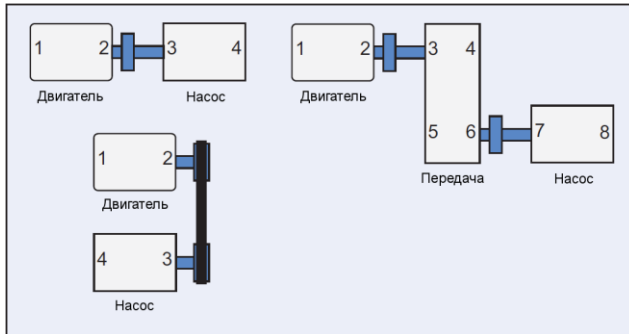 1 2 3 4
Двигатель Насос
1 2 3 4
5 6 7 8
Двигатель Передача Насос
1 2
Двигатель
4 3
Насос